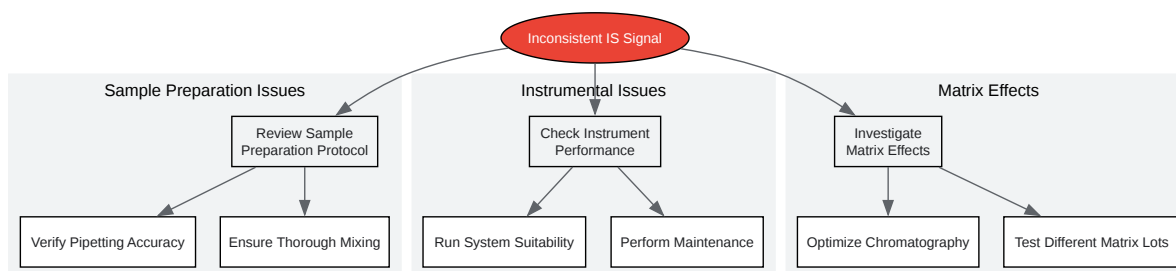 Inconsistent IS Signal
Sample Preparation Issues
Instrumental Issues
Matrix Effects
Review Sample
Preparation Protocol
Check Instrument
Performance
Investigate
Matrix Effects
Verify Pipetting Accuracy
Ensure Thorough Mixing
Run System Suitability
Perform Maintenance
Optimize Chromatography
Test Different Matrix Lots